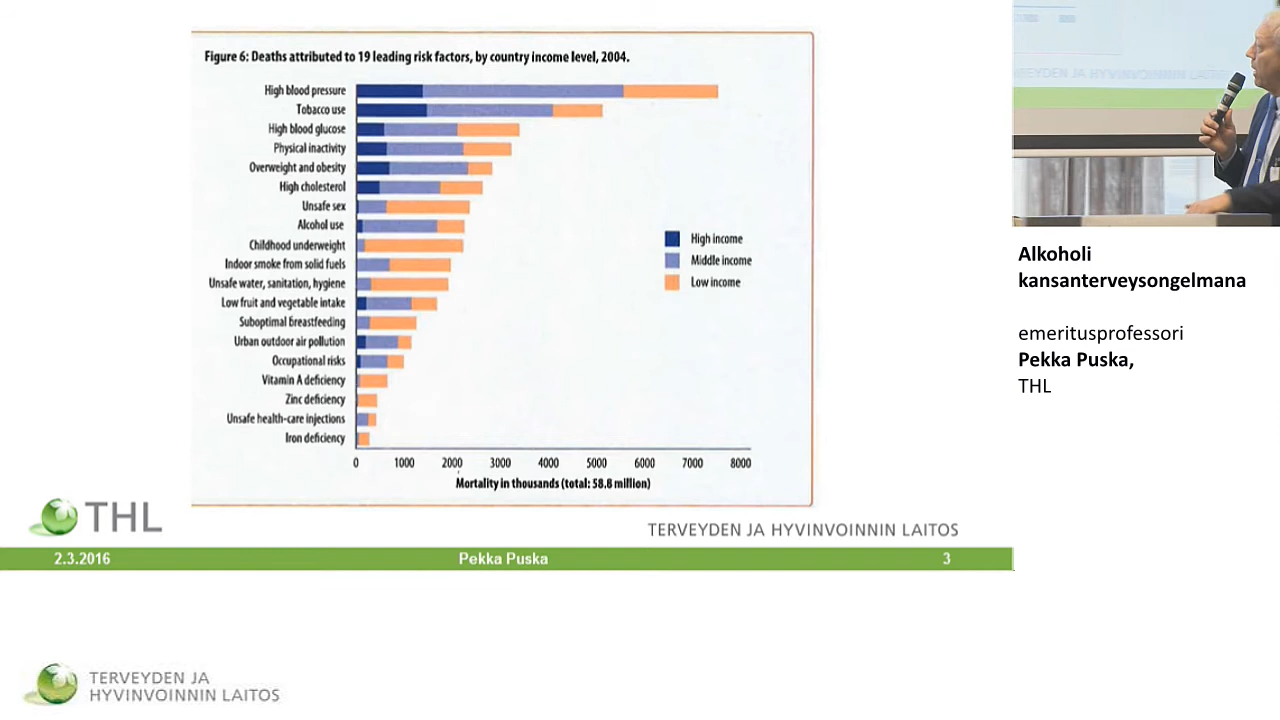 Figure 6: Deaths attributed to 19 leading risk factors, by country income level, 2004.
High blood pressure
Tobacco use
High blood glucose
Physical inactivity
Overweight and obesity
High cholesterol
Unsafe sex
Alcohol use
Childhood underweight
Indoor smoke from solid fuels
Unsafe water, sanitation, hygiene
Low fruit and vegetable intake
Suboptimal breastfeeding
Urban outdoor air pollution
Occupational risks
Vitamin A deficiency
Zinc deficiency
Unsafe health-care injections
Iron deficiency
High income
Middle income
Low income
0 1000 2000 3000 4000 5000 6000 7000 8000
Mortality in thousands (total: 58.8 million)
THL
TERVEYDEN JA HYVINVOINNIN LAITOS
2.3.2016 Pekka Puska 3
Alkoholi
kansanterveysongelmana
emeritusprofessori
Pekka Puska,
THL
TERVEYDEN JA
HYVINVOINNIN LAITOS